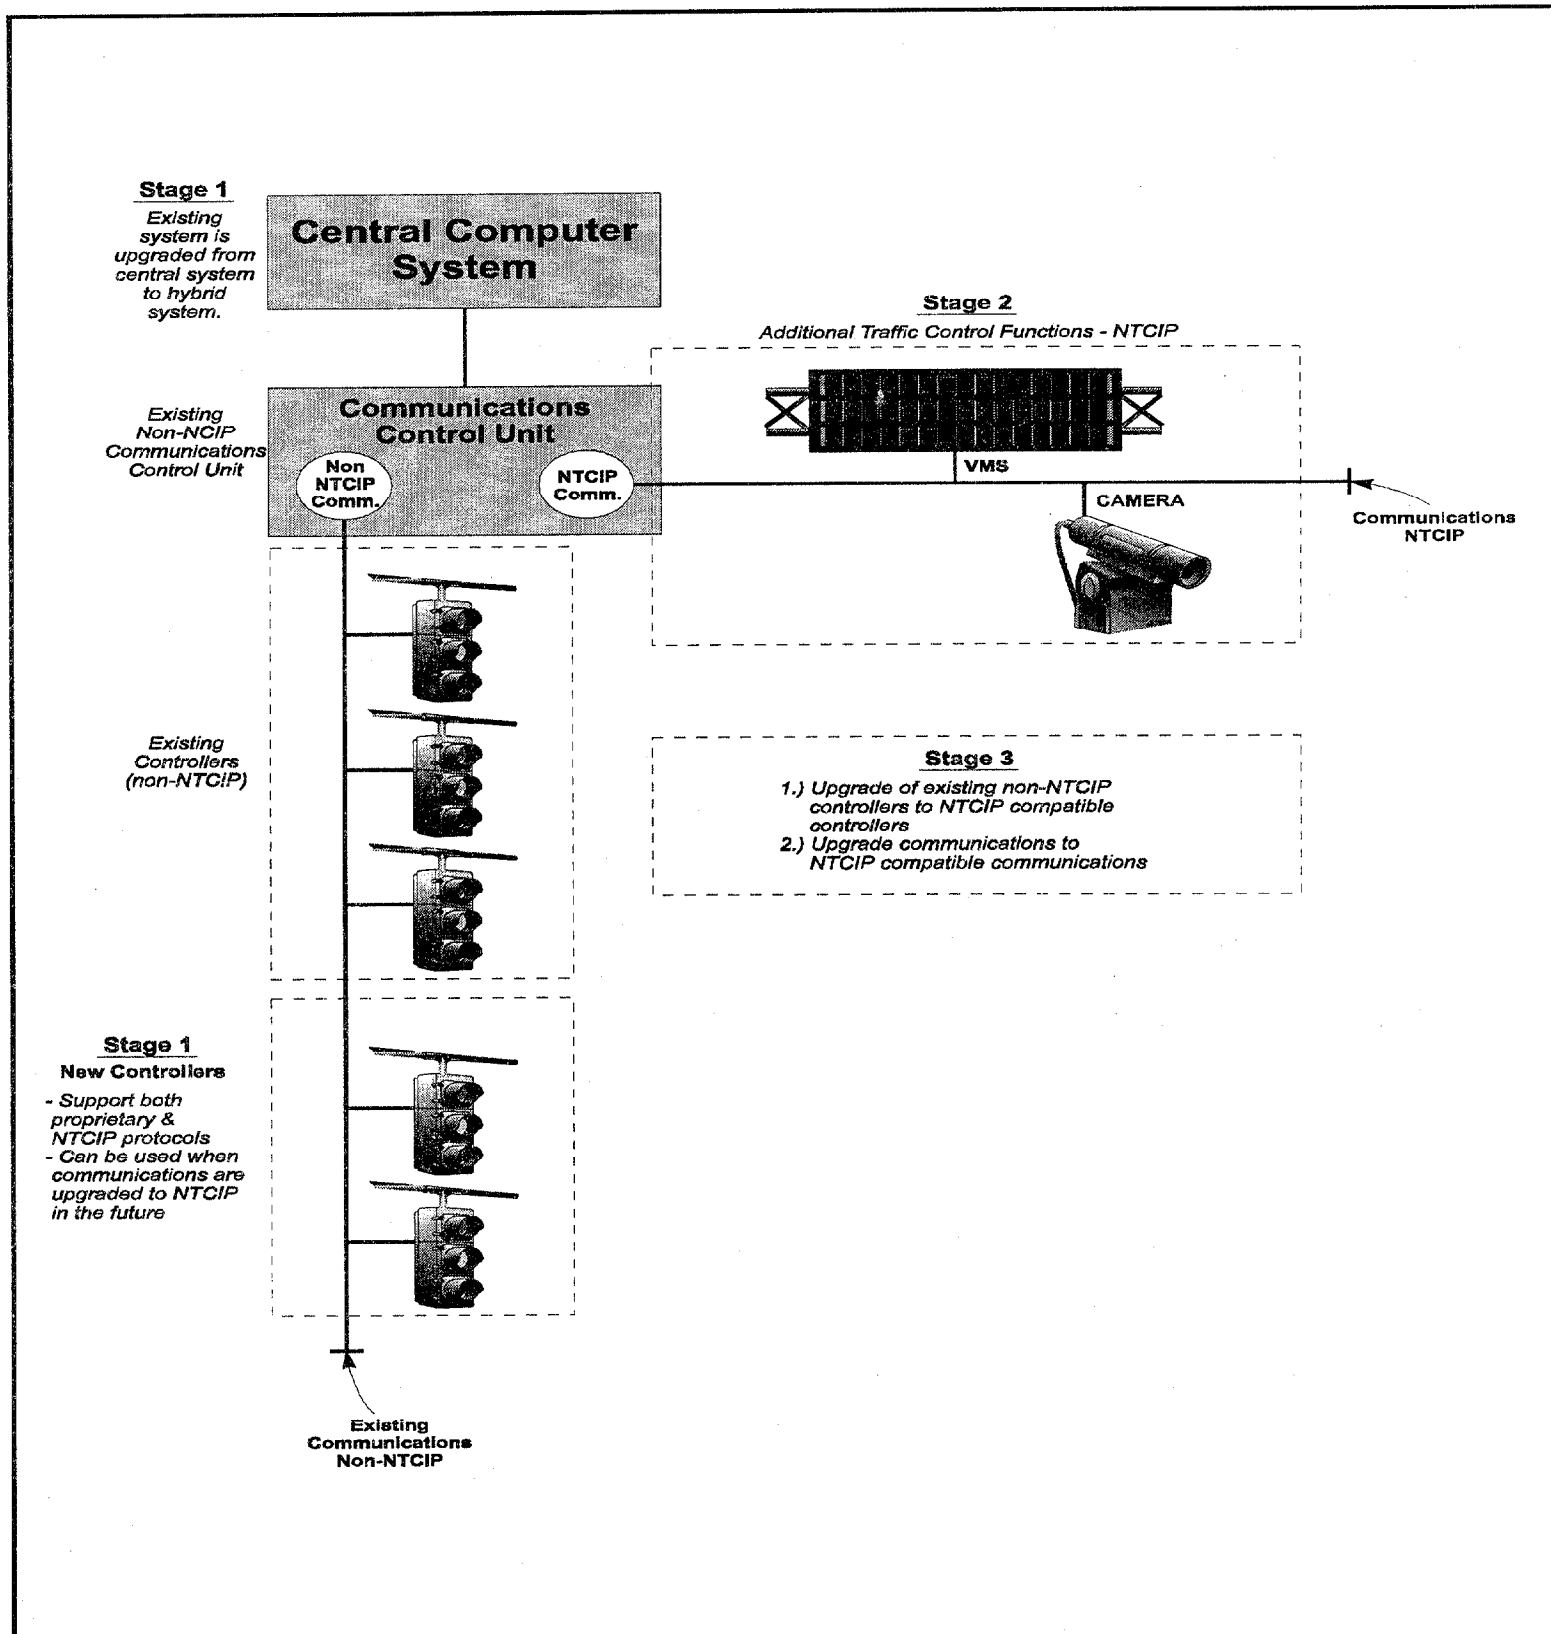 Stage 1
Existing
system is
upgraded from
central system
to hybrid
system.
Central Computer
System
Stage 2
Additional Traffic Control Functions - NTCIP
Existing
Non-NCIP
Communications
Control Unit
Communications
Control Unit
Non
NTCIP
Comm.
NTCIP
Comm.
VMS
CAMERA
Communications
NTCIP
Existing
Controllers
(non-NTCIP)
Stage 3
1.) Upgrade of existing non-NTCIP
controllers to NTCIP compatible
controllers
2.) Upgrade communications to
NTCIP compatible communications
Stage 1
New Controllers
- Support both
proprietary &
NTCIP protocols
- Can be used when
communications are
upgraded to NTCIP
in the future
Existing
Communications
Non-NTCIP